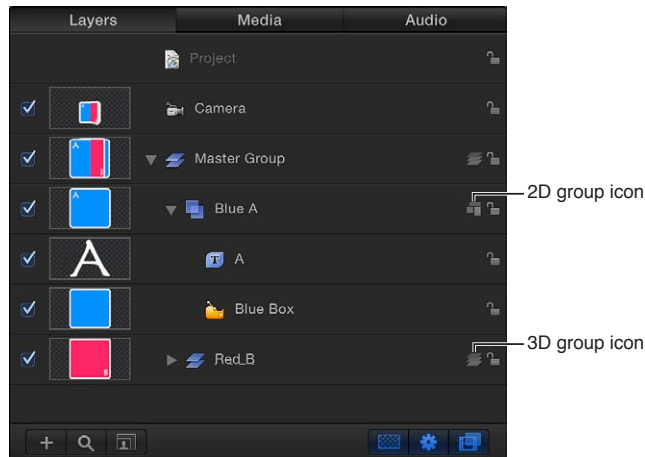 Layers Media Audio
Project
Camera
Master Group
2D group icon
Blue A
A
A
Blue Box
3D group icon
Red_B